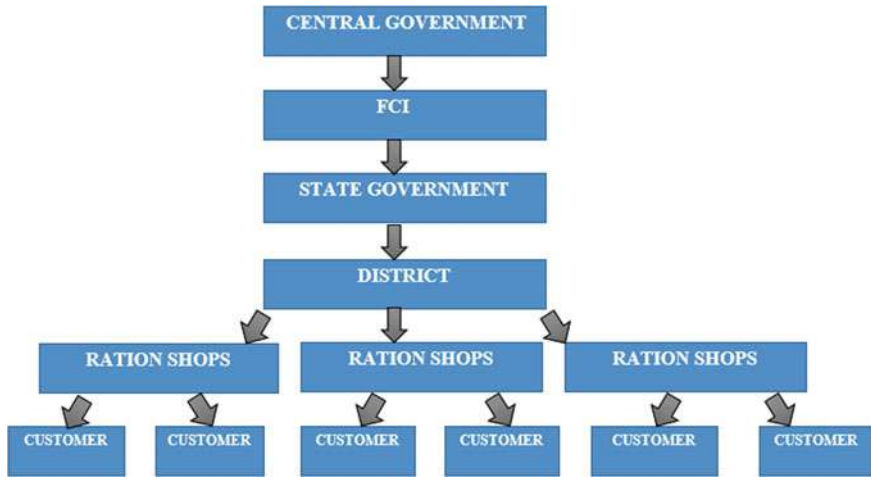 CENTRAL GOVERNMENT
FCI
STATE GOVERNMENT
DISTRICT
RATION SHOPS
RATION SHOPS
RATION SHOPS
CUSTOMER
CUSTOMER
CUSTOMER
CUSTOMER
CUSTOMER
CUSTOMER